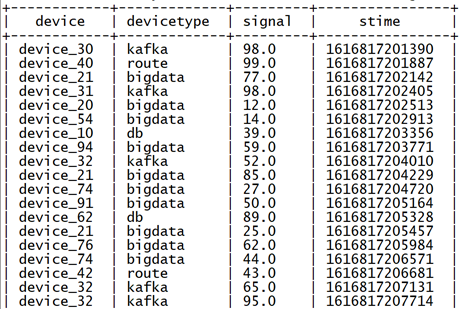 +-----------+------------+--------+---------------+
| device | devicetype | signal | stime |
+-----------+------------+--------+---------------+
| device_30 | kafka | 98.0 | 1616817201390
| device_40 | route | 99.0 | 1616817201887
| device_21 | bigdata | 77.0 | 1616817202142
| device_31 | kafka | 98.0 | 1616817202405
| device_20 | bigdata | 12.0 | 1616817202513
| device_54 | bigdata | 14.0 | 1616817202913
| device_10 | db | 39.0 | 1616817203356
| device_94 | bigdata | 59.0 | 1616817203771
| device_32 | kafka | 52.0 | 1616817204010
| device_21 | bigdata | 85.0 | 1616817204229
| device_74 | bigdata | 27.0 | 1616817204720
| device_91 | bigdata | 50.0 | 1616817205164
| device_62 | db | 89.0 | 1616817205328
| device_21 | bigdata | 25.0 | 1616817205457
| device_76 | bigdata | 62.0 | 1616817205984
| device_74 | bigdata | 44.0 | 1616817206571
| device_42 | route | 43.0 | 1616817206681
| device_32 | kafka | 65.0 | 1616817207131
| device_32 | kafka | 95.0 | 1616817207714